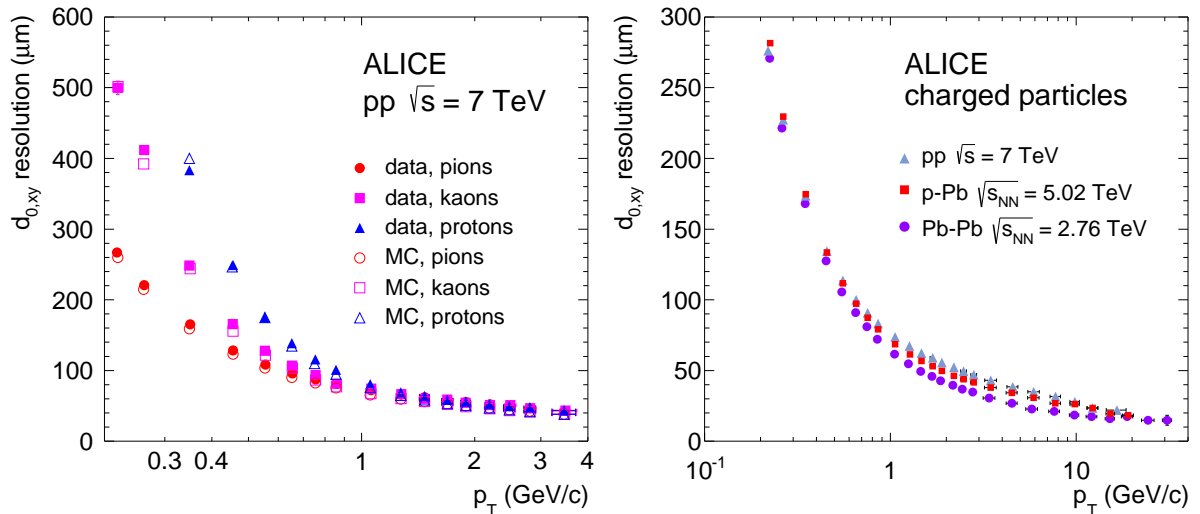 d0,xy resolution (μm)
600
500
400
300
200
100
0
ALICE
pp √s = 7 TeV
data, pions
data, kaons
data, protons
MC, pions
MC, kaons
MC, protons
0.3 0.4 1 2 3 4
pT (GeV/c)
d0,xy resolution (μm)
300
250
200
150
100
50
0
ALICE
charged particles
pp √s = 7 TeV
p-Pb √sNN = 5.02 TeV
Pb-Pb √sNN = 2.76 TeV
10-1 1 10
pT (GeV/c)